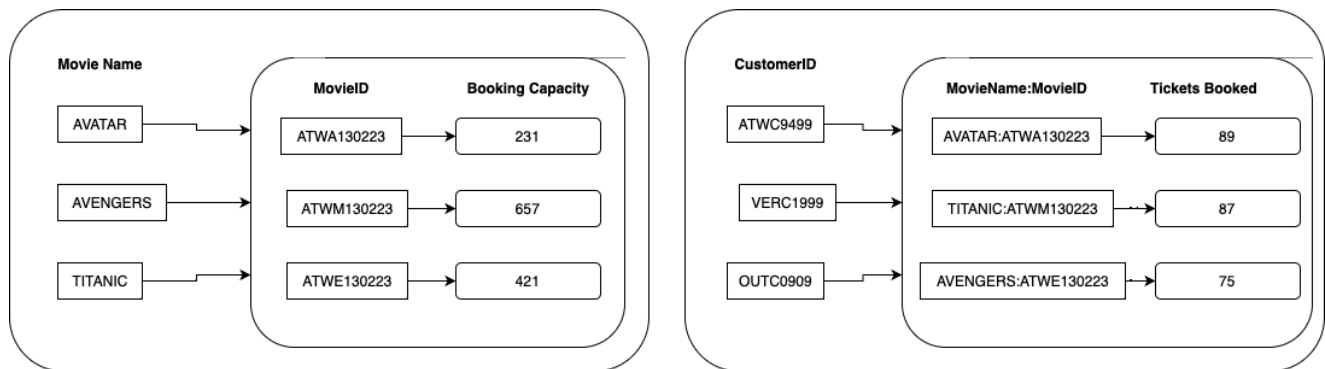 Movie Name
MovieID Booking Capacity
AVATAR ATWA130223 231
AVENGERS ATWM130223 657
TITANIC ATWE130223 421
CustomerID
MovieName:MovieID Tickets Booked
ATWC9499 AVATAR:ATWA130223 89
VERC1999 TITANIC:ATWM130223 87
OUTC0909 AVENGERS:ATWE130223 75